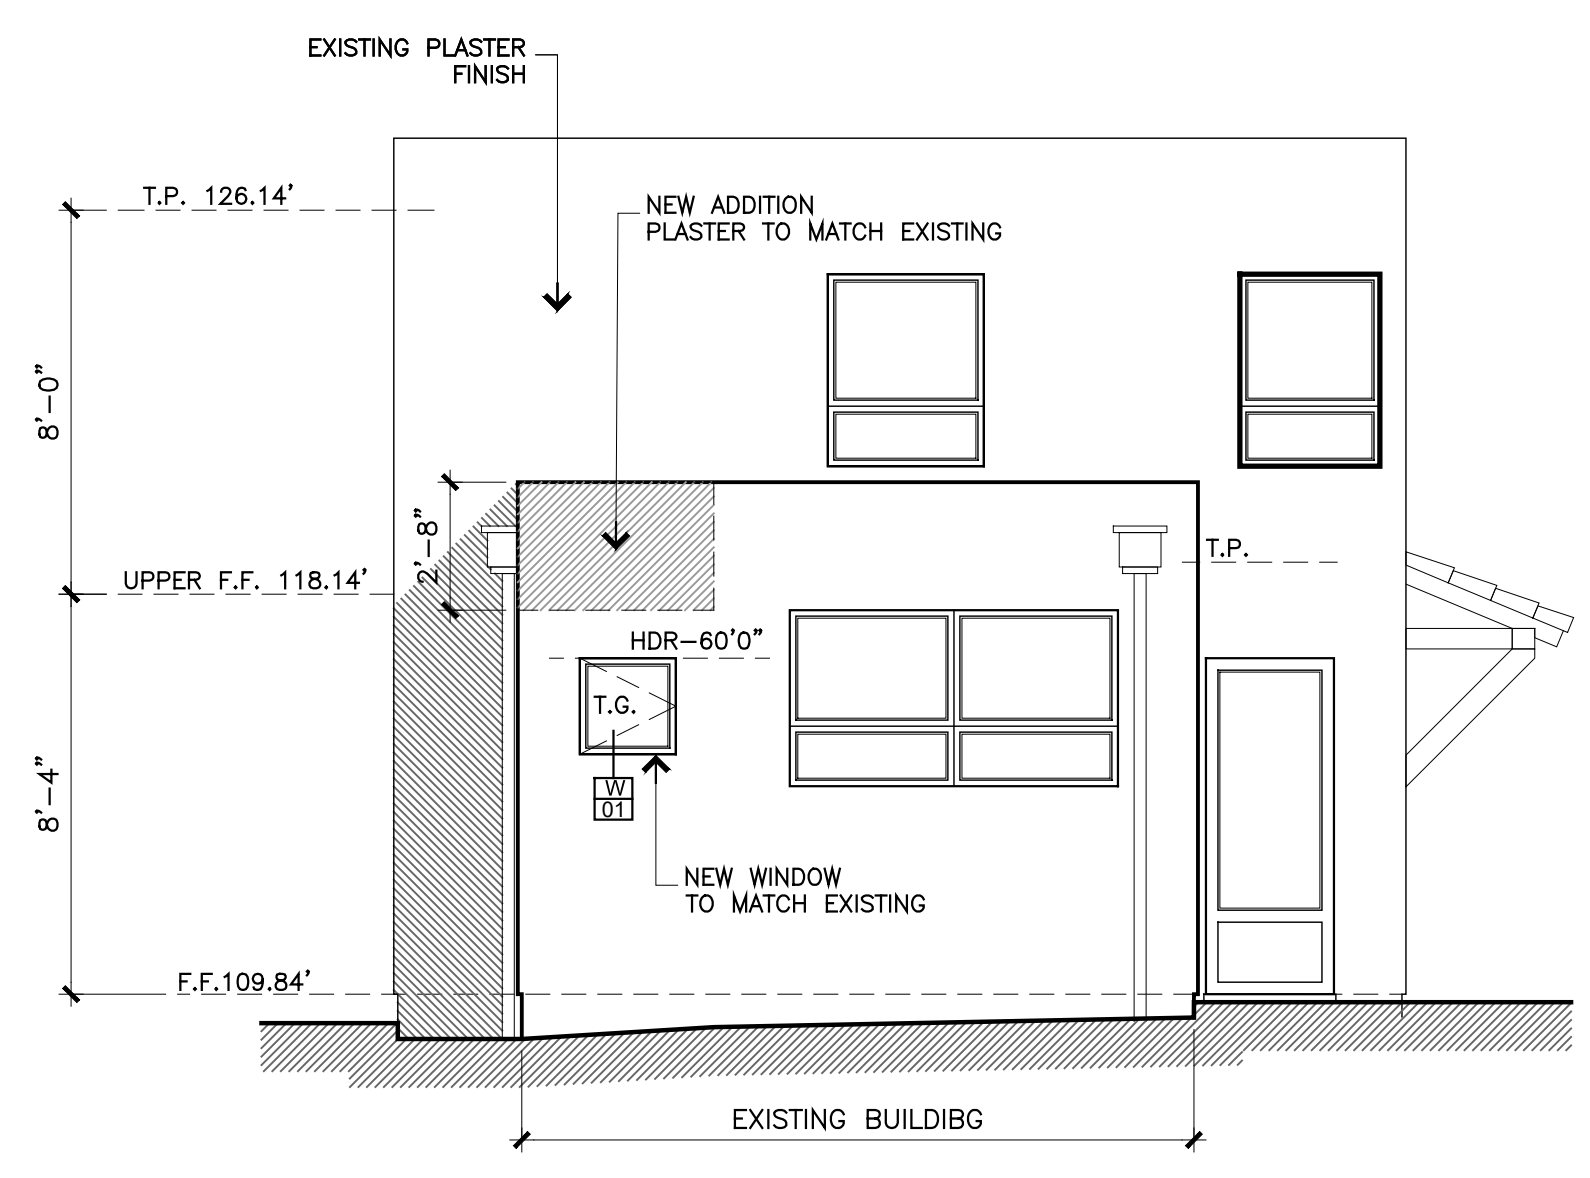 EXISTING PLASTER
FINISH
T.P. 126.14'
NEW ADDITION
PLASTER TO MATCH EXISTING
8'-0"
2'-8"
T.P.
UPPER F.F. 118.14'
HDR-60'0"
T.G.
W
01
8'-4"
NEW WINDOW
TO MATCH EXISTING
F.F.109.84'
EXISTING BUILDIBG